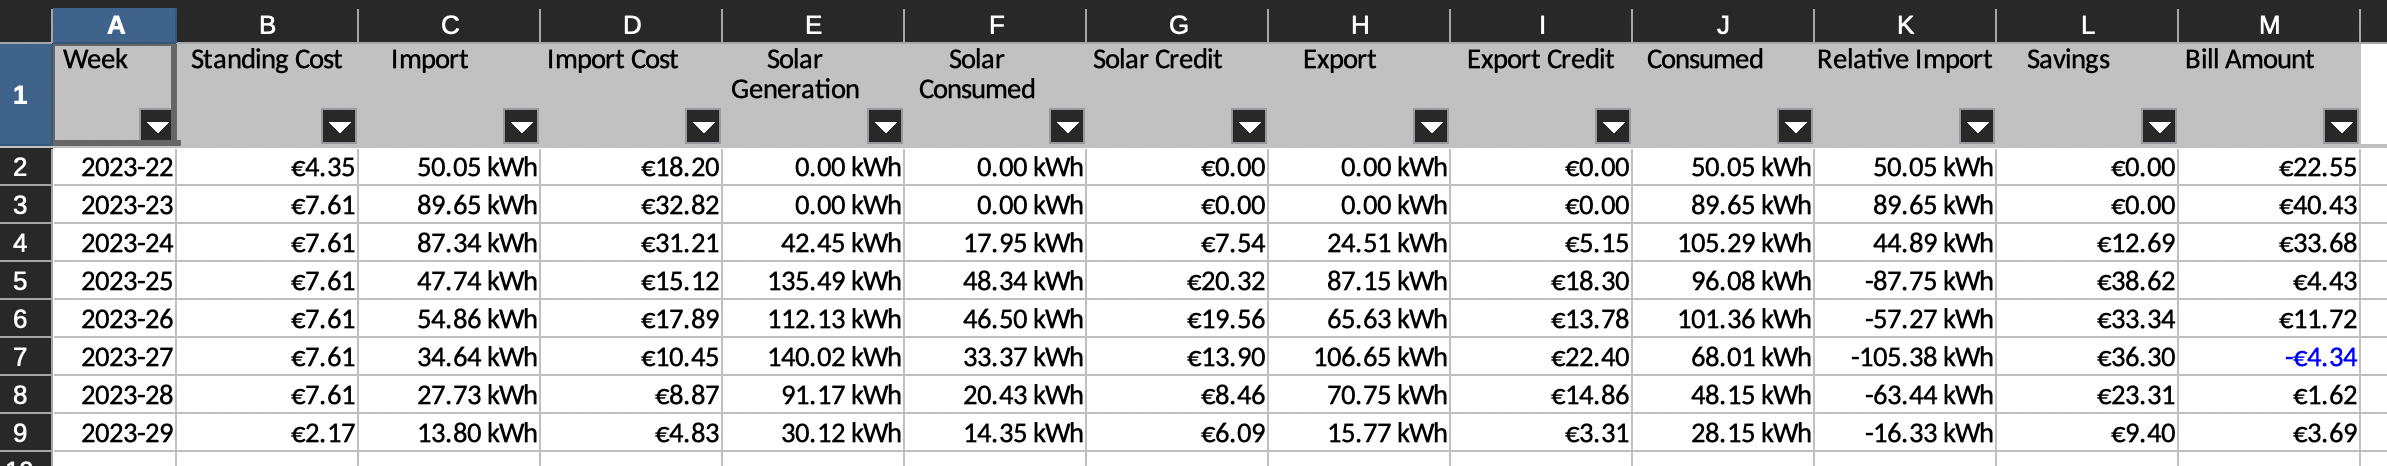 A B C D E F G H I J K L M
1 Week Standing Cost Import Import Cost Solar Generation Solar Consumed Solar Credit Export Export Credit Consumed Relative Import Savings Bill Amount
2 2023-22 €4.35 50.05 kWh €18.20 0.00 kWh 0.00 kWh €0.00 0.00 kWh €0.00 50.05 kWh 50.05 kWh €0.00 €22.55
3 2023-23 €7.61 89.65 kWh €32.82 0.00 kWh 0.00 kWh €0.00 0.00 kWh €0.00 89.65 kWh 89.65 kWh €0.00 €40.43
4 2023-24 €7.61 87.34 kWh €31.21 42.45 kWh 17.95 kWh €7.54 24.51 kWh €5.15 105.29 kWh 44.89 kWh €12.69 €33.68
5 2023-25 €7.61 47.74 kWh €15.12 135.49 kWh 48.34 kWh €20.32 87.15 kWh €18.30 96.08 kWh -87.75 kWh €38.62 €4.43
6 2023-26 €7.61 54.86 kWh €17.89 112.13 kWh 46.50 kWh €19.56 65.63 kWh €13.78 101.36 kWh -57.27 kWh €33.34 €11.72
7 2023-27 €7.61 34.64 kWh €10.45 140.02 kWh 33.37 kWh €13.90 106.65 kWh €22.40 68.01 kWh -105.38 kWh €36.30 -€4.34
8 2023-28 €7.61 27.73 kWh €8.87 91.17 kWh 20.43 kWh €8.46 70.75 kWh €14.86 48.15 kWh -63.44 kWh €23.31 €1.62
9 2023-29 €2.17 13.80 kWh €4.83 30.12 kWh 14.35 kWh €6.09 15.77 kWh €3.31 28.15 kWh -16.33 kWh €9.40 €3.69